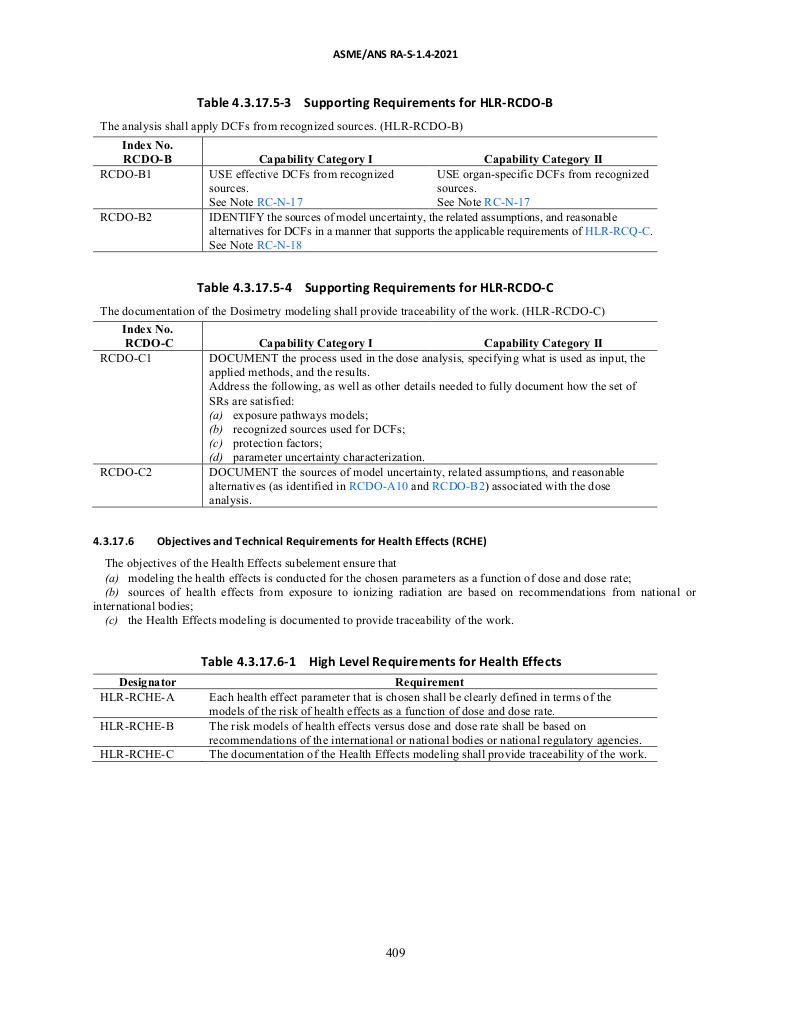 ASME/ANS RA-S-1.4-2021
Table 4.3.17.5-3 Supporting Requirements for HLR-RCDO-B
The analysis shall apply DCFs from recognized sources. (HLR-RCDO-B)
Index No.
RCDO-B Capability Category I Capability Category II
RCDO-B1 USE effective DCFs from recognized USE organ-specific DCFs from recognized
sources. sources.
See Note RC-N-17 See Note RC-N-17
RCDO-B2 IDENTIFY the sources of model uncertainty, the related assumptions, and reasonable
alternatives for DCFs in a manner that supports the applicable requirements of HLR-RCQ-C.
See Note RC-N-18
Table 4.3.17.5-4 Supporting Requirements for HLR-RCDO-C
The documentation of the Dosimetry modeling shall provide traceability of the work. (HLR-RCDO-C)
Index No.
RCDO-C Capability Category I Capability Category II
RCDO-C1 DOCUMENT the process used in the dose analysis, specifying what is used as input, the
applied methods, and the results.
Address the following, as well as other details needed to fully document how the set of
SRs are satisfied:
(a) exposure pathways models;
(b) recognized sources used for DCFs;
(c) protection factors;
(d) parameter uncertainty characterization.
RCDO-C2 DOCUMENT the sources of model uncertainty, related assumptions, and reasonable
alternatives (as identified in RCDO-A10 and RCDO-B2) associated with the dose
analysis.
4.3.17.6 Objectives and Technical Requirements for Health Effects (RCHE)
The objectives of the Health Effects subelement ensure that
(a) modeling the health effects is conducted for the chosen parameters as a function of dose and dose rate;
(b) sources of health effects from exposure to ionizing radiation are based on recommendations from national or
international bodies;
(c) the Health Effects modeling is documented to provide traceability of the work.
Table 4.3.17.6-1 High Level Requirements for Health Effects
Designator Requirement
HLR-RCHE-A Each health effect parameter that is chosen shall be clearly defined in terms of the
models of the risk of health effects as a function of dose and dose rate.
HLR-RCHE-B The risk models of health effects versus dose and dose rate shall be based on
recommendations of the international or national bodies or national regulatory agencies.
HLR-RCHE-C The documentation of the Health Effects modeling shall provide traceability of the work.
409